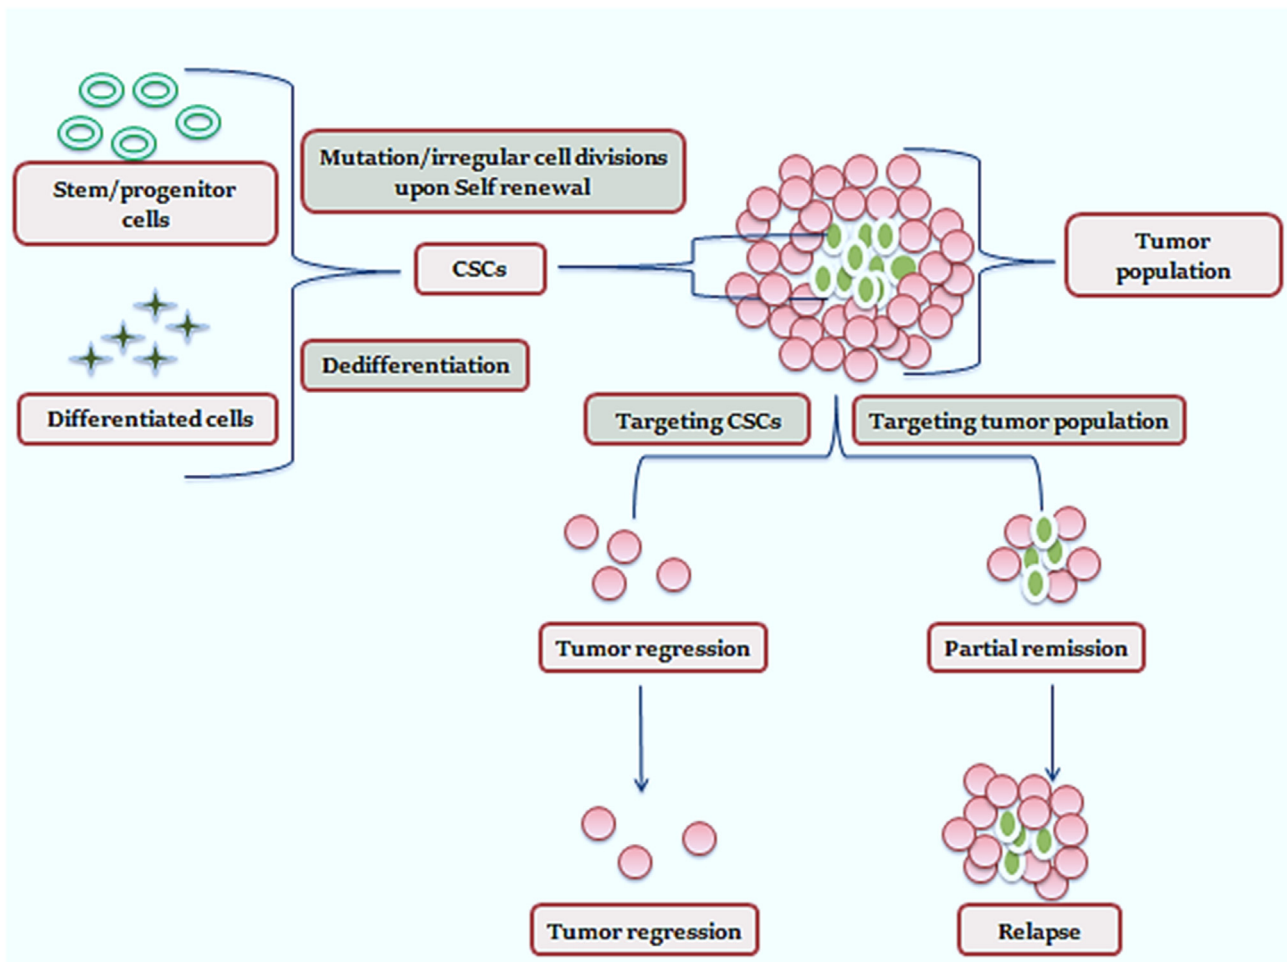 Stem/progenitor
cells
Mutation/irregular cell divisions
upon Self renewal
CSCs
Tumor
population
Dedifferentiation
Differentiated cells
Targeting CSCs
Targeting tumor population
Tumor regression
Partial remission
Tumor regression
Relapse